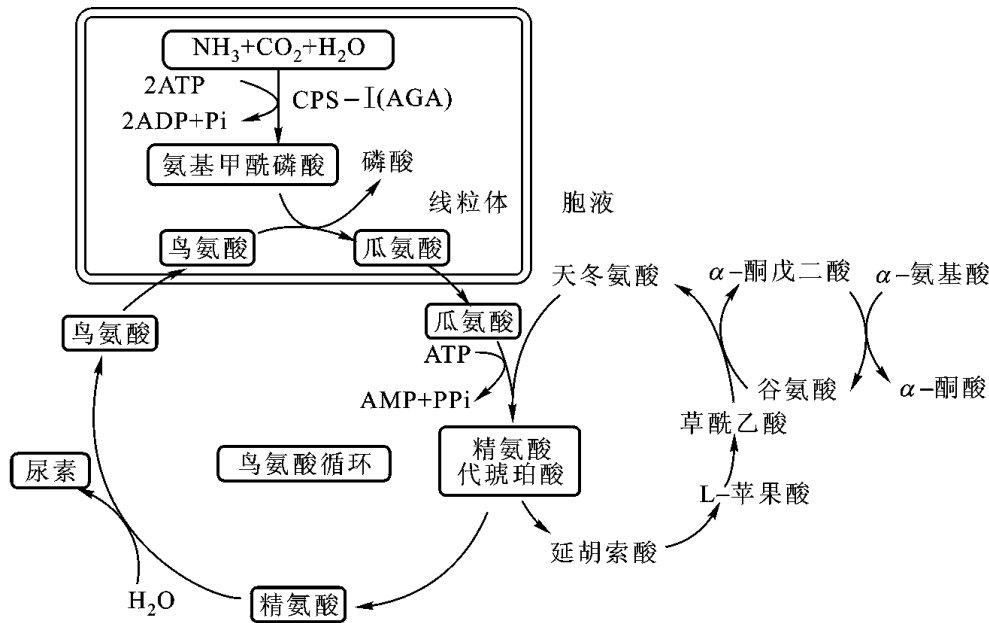 NH₃+CO₂+H₂O
2ATP
CPS-Ⅰ(AGA)
2ADP+Pi
氨基甲酰磷酸
磷酸
线粒体
胞液
鸟氨酸
瓜氨酸
天冬氨酸
α-酮戊二酸
α-氨基酸
鸟氨酸
瓜氨酸
ATP
AMP+PPi
谷氨酸
α-酮酸
草酰乙酸
精氨酸
代琥珀酸
鸟氨酸循环
尿素
L-苹果酸
延胡索酸
H₂O
精氨酸